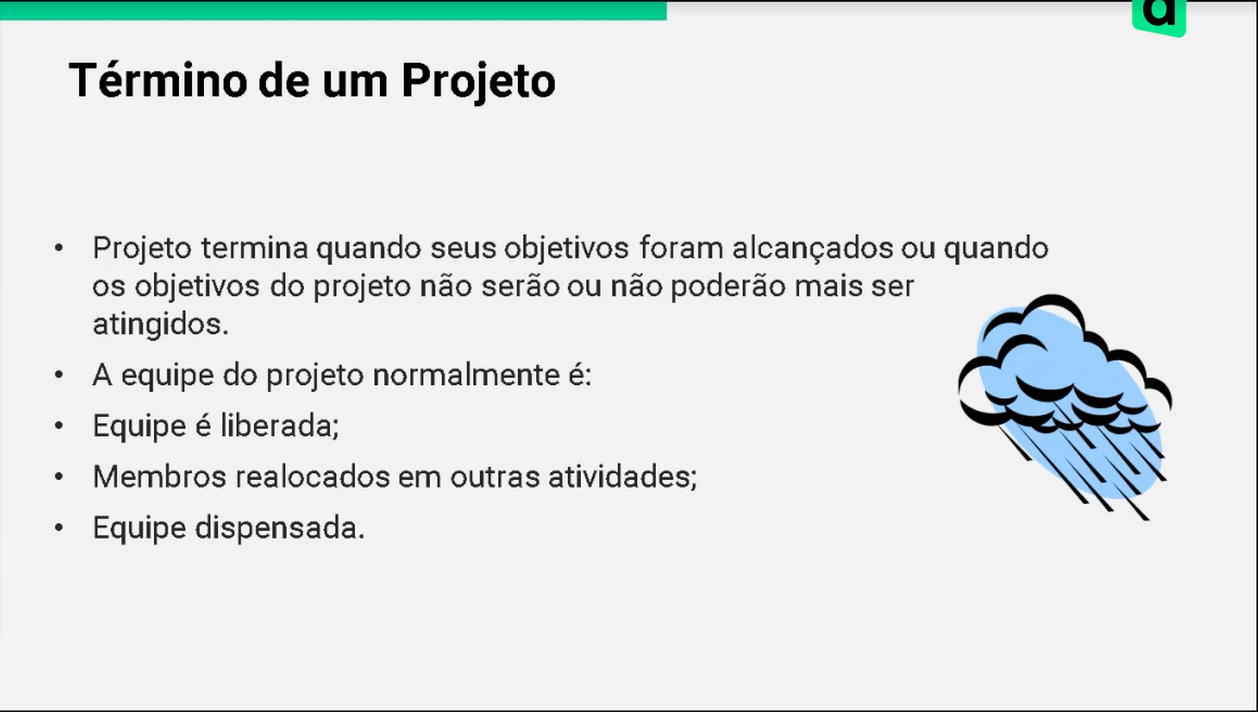 d
Término de um Projeto
• Projeto termina quando seus objetivos foram alcançados ou quando
os objetivos do projeto não serão ou não poderão mais ser
atingidos.
• A equipe do projeto normalmente é:
• Equipe é liberada;
• Membros realocados em outras atividades;
• Equipe dispensada.